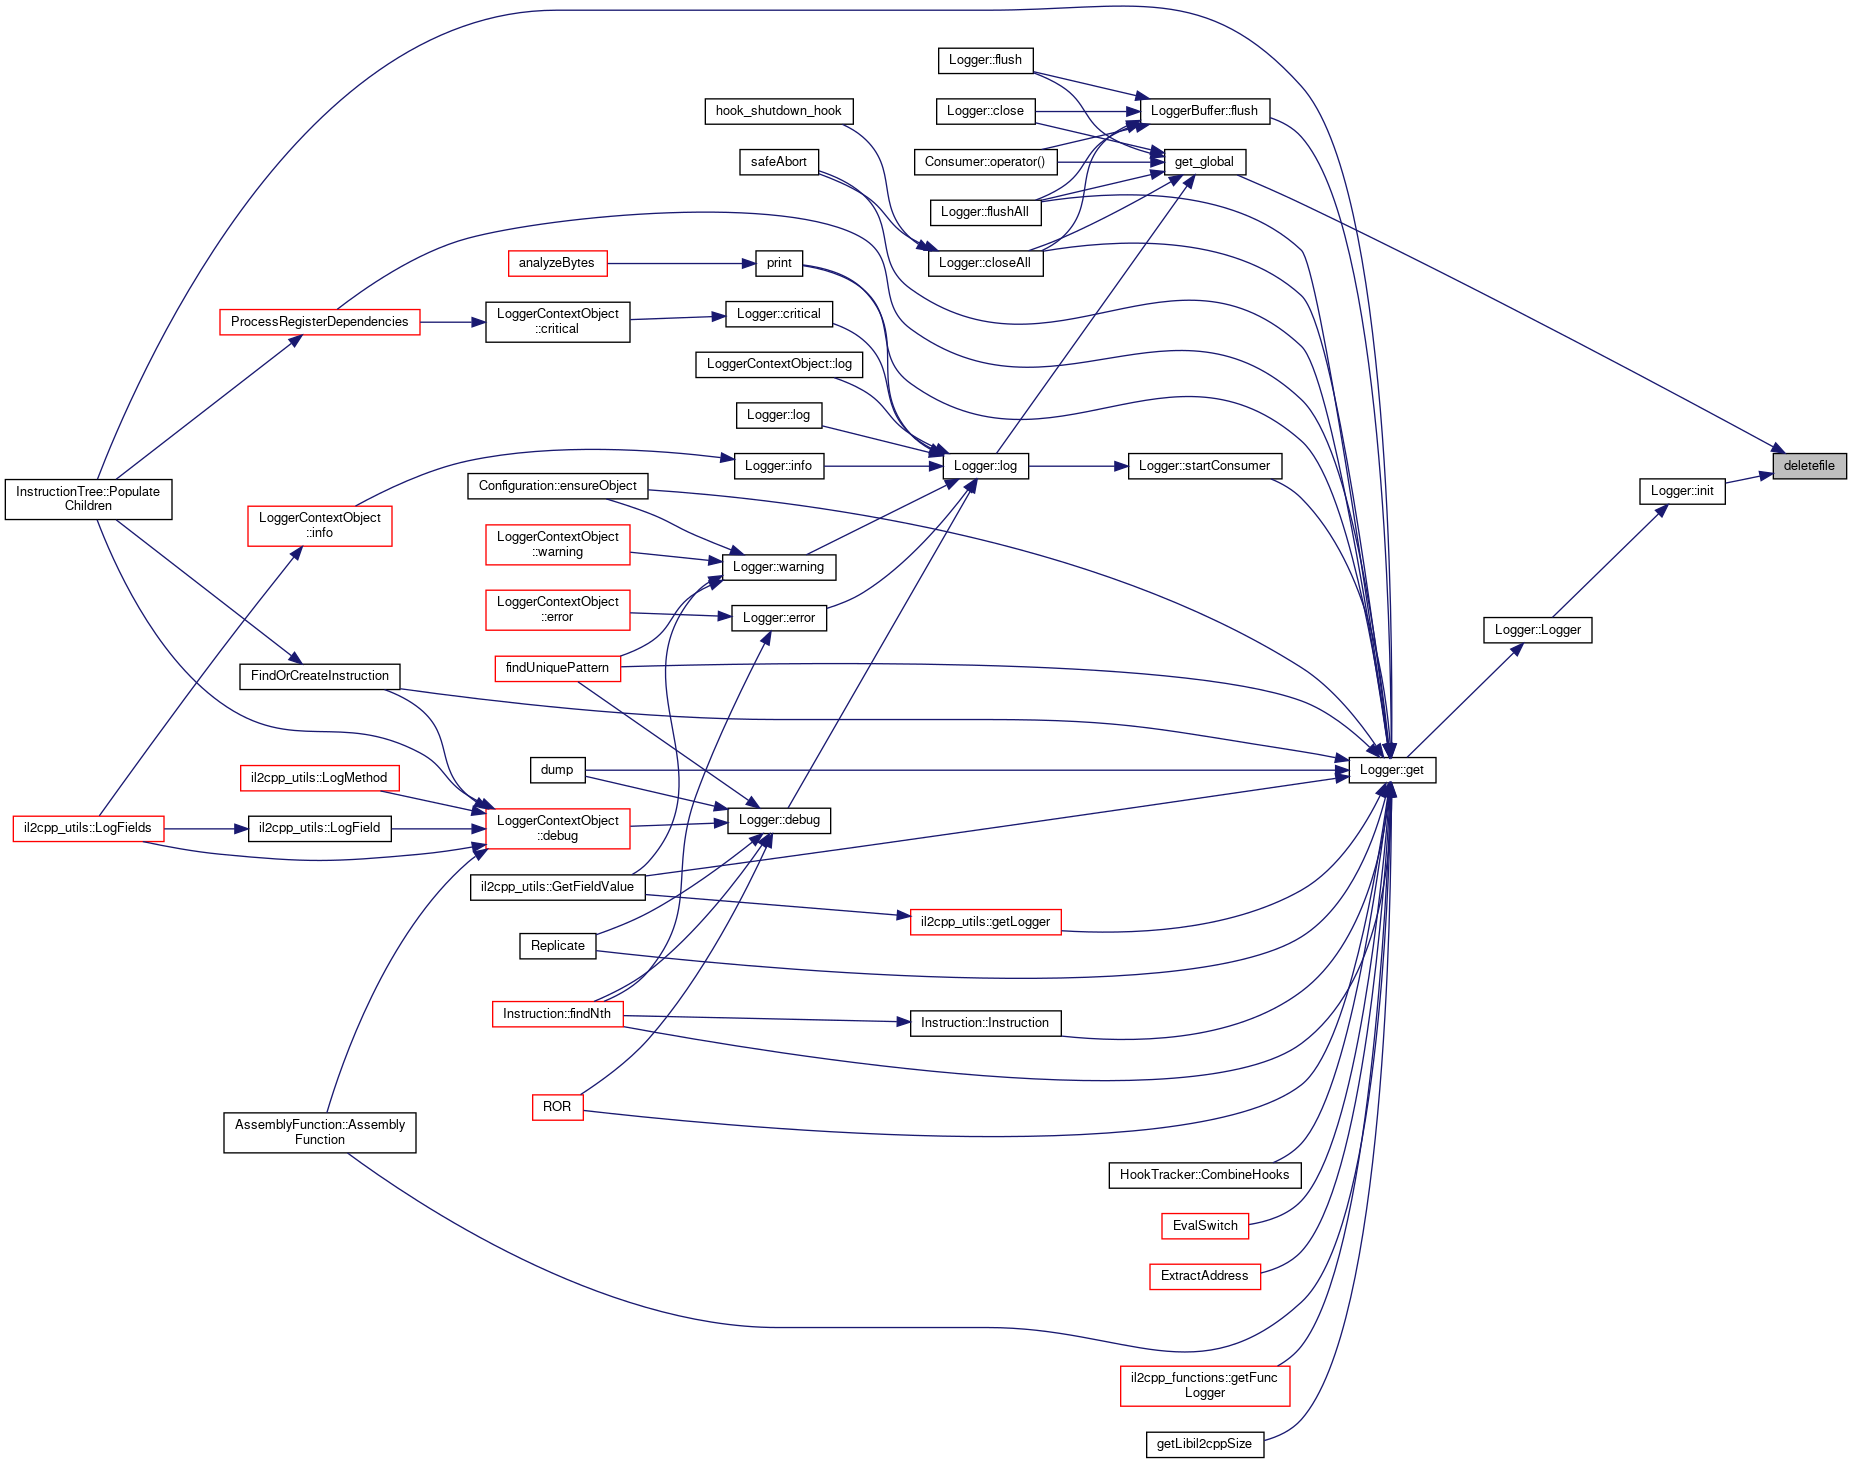 Logger::flush
hook_shutdown_hook
Logger::close
LoggerBuffer::flush
safeAbort
Consumer::operator()
get_global
Logger::flushAll
analyzeBytes
print
Logger::closeAll
ProcessRegisterDependencies
LoggerContextObject
::critical
Logger::critical
LoggerContextObject::log
Logger::log
Logger::info
Logger::log
Logger::startConsumer
deletefile
InstructionTree::Populate
Children
Configuration::ensureObject
Logger::init
LoggerContextObject
::info
LoggerContextObject
::warning
Logger::warning
LoggerContextObject
::error
Logger::error
Logger::Logger
FindOrCreateInstruction
findUniquePattern
il2cpp_utils::LogMethod
dump
Logger::get
il2cpp_utils::LogFields
il2cpp_utils::LogField
LoggerContextObject
::debug
Logger::debug
il2cpp_utils::GetFieldValue
il2cpp_utils::getLogger
Replicate
Instruction::findNth
Instruction::Instruction
ROR
AssemblyFunction::Assembly
Function
HookTracker::CombineHooks
EvalSwitch
ExtractAddress
il2cpp_functions::getFunc
Logger
getLibil2cppSize